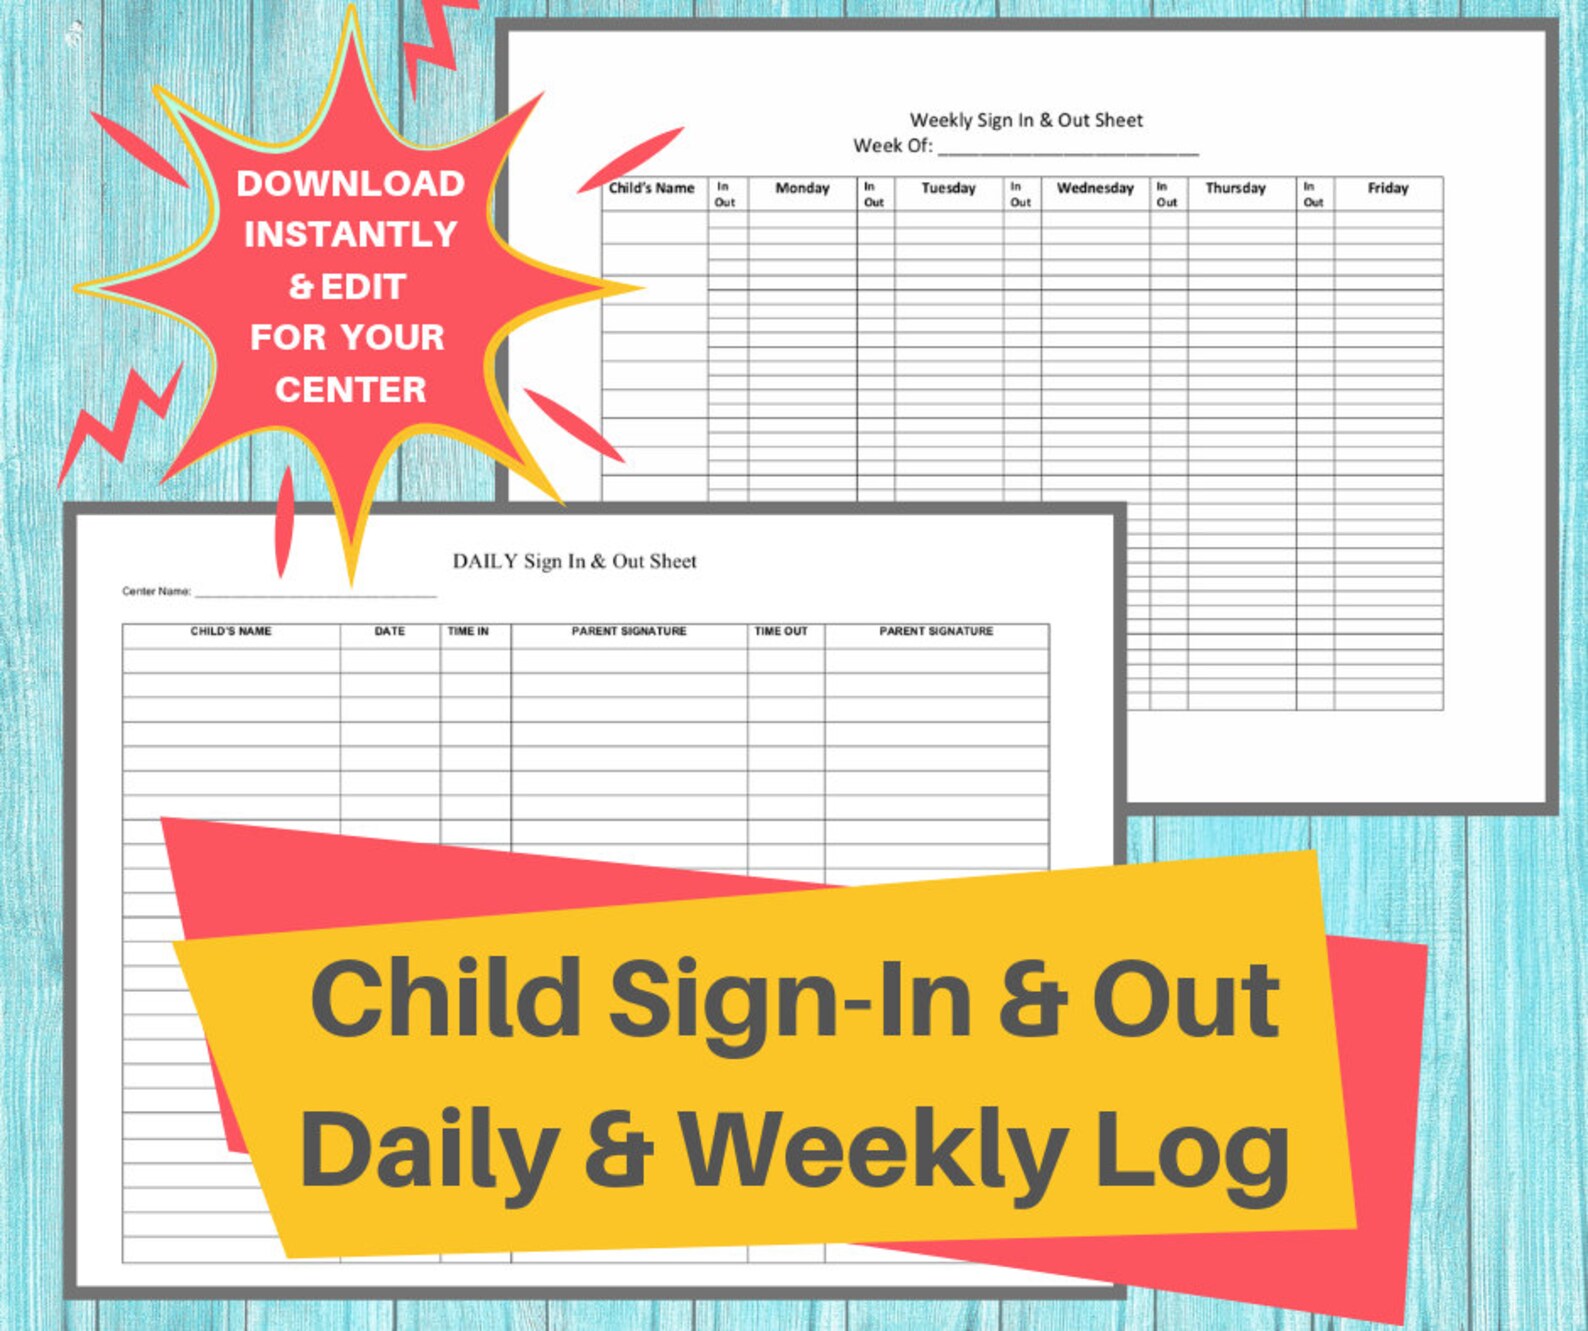 DOWNLOAD
INSTANTLY
& EDIT
FOR YOUR
CENTER
Weekly Sign In & Out Sheet
Week Of: _________________________
Child's Name In Out Monday In Out Tuesday In Out Wednesday In Out Thursday In Out Friday
DAILY Sign In & Out Sheet
Center Name: ________________________________________
CHILD'S NAME DATE TIME IN PARENT SIGNATURE TIME OUT PARENT SIGNATURE
Child Sign-In & Out
Daily & Weekly Log